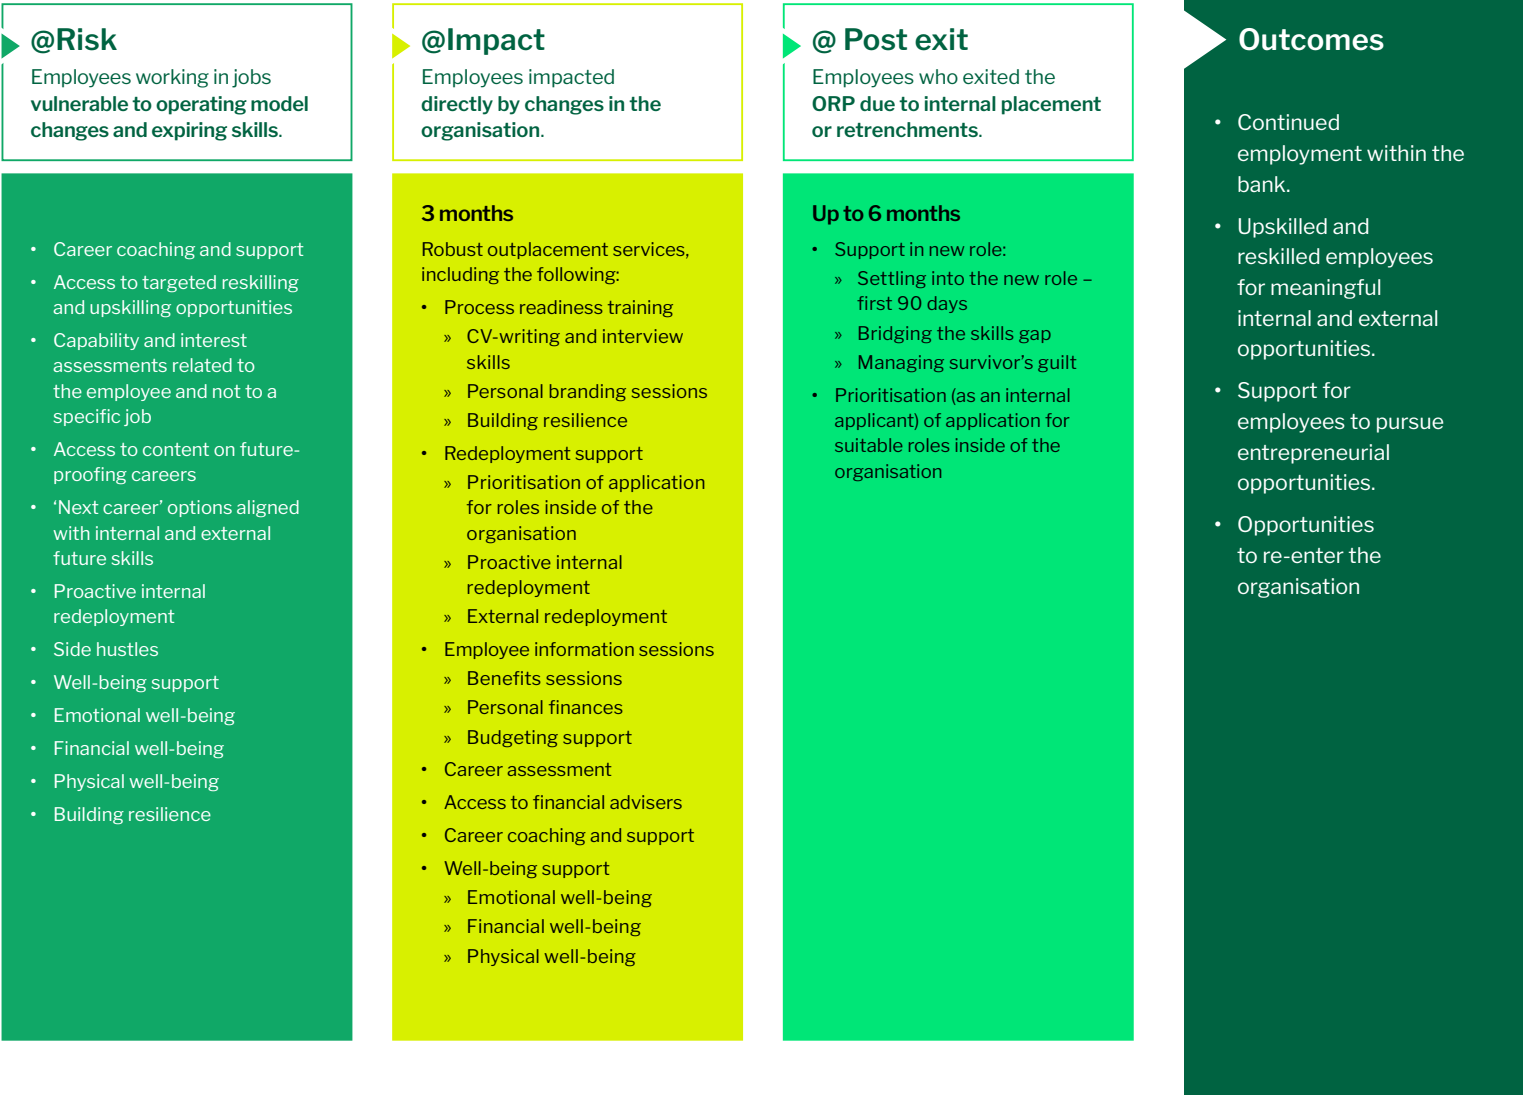 @Risk
Employees working in jobs
vulnerable to operating model
changes and expiring skills.
• Career coaching and support
• Access to targeted reskilling
and upskilling opportunities
• Capability and interest
assessments related to
the employee and not to a
specific job
• Access to content on future-
proofing careers
• ‘Next career’ options aligned
with internal and external
future skills
• Proactive internal
redeployment
• Side hustles
• Well-being support
• Emotional well-being
• Financial well-being
• Physical well-being
• Building resilience
@Impact
Employees impacted
directly by changes in the
organisation.
3 months
Robust outplacement services,
including the following:
• Process readiness training
» CV-writing and interview
skills
» Personal branding sessions
» Building resilience
• Redeployment support
» Prioritisation of application
for roles inside of the
organisation
» Proactive internal
redeployment
» External redeployment
• Employee information sessions
» Benefits sessions
» Personal finances
» Budgeting support
• Career assessment
• Access to financial advisers
• Career coaching and support
• Well-being support
» Emotional well-being
» Financial well-being
» Physical well-being
@ Post exit
Employees who exited the
ORP due to internal placement
or retrenchments.
Up to 6 months
• Support in new role:
» Settling into the new role –
first 90 days
» Bridging the skills gap
» Managing survivor’s guilt
• Prioritisation (as an internal
applicant) of application for
suitable roles inside of the
organisation
Outcomes
• Continued
employment within the
bank.
• Upskilled and
reskilled employees
for meaningful
internal and external
opportunities.
• Support for
employees to pursue
entrepreneurial
opportunities.
• Opportunities
to re-enter the
organisation